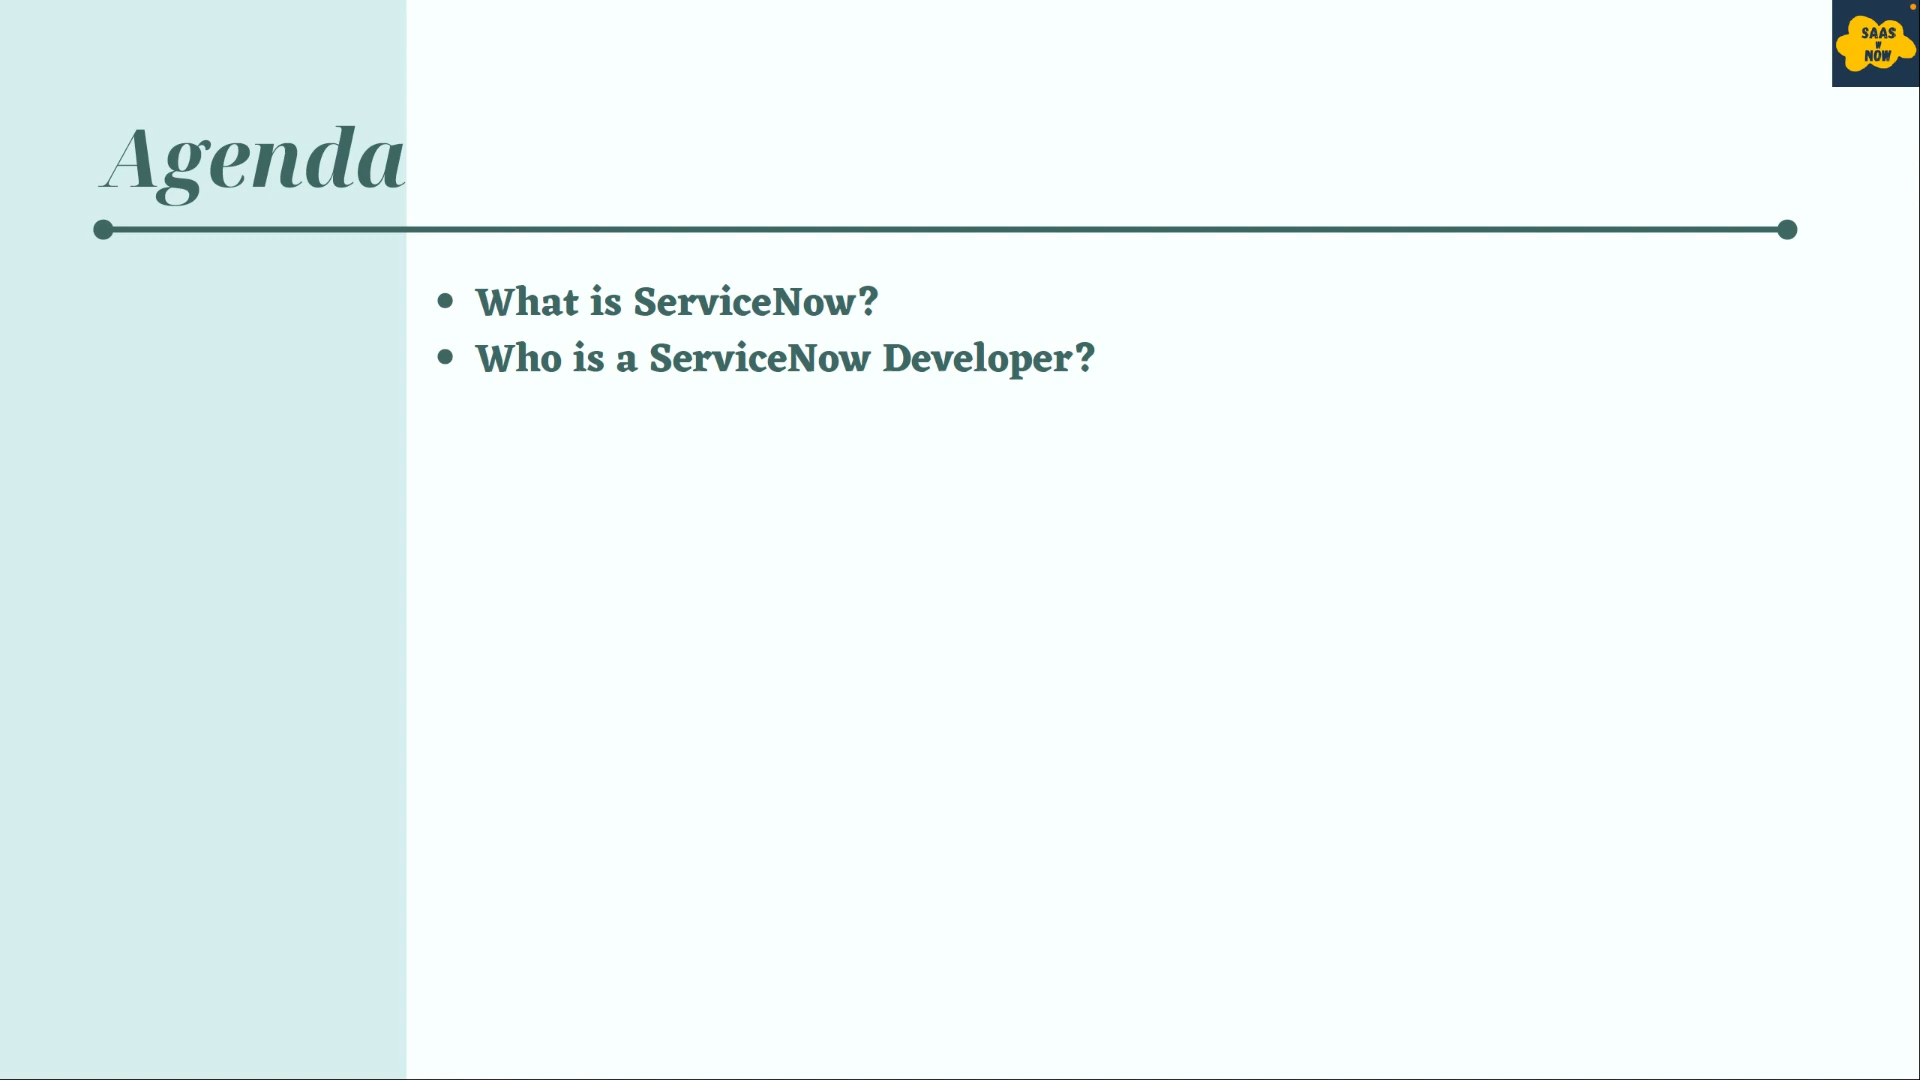 SAAS
W
NOW
Agenda
• What is ServiceNow?
• Who is a ServiceNow Developer?